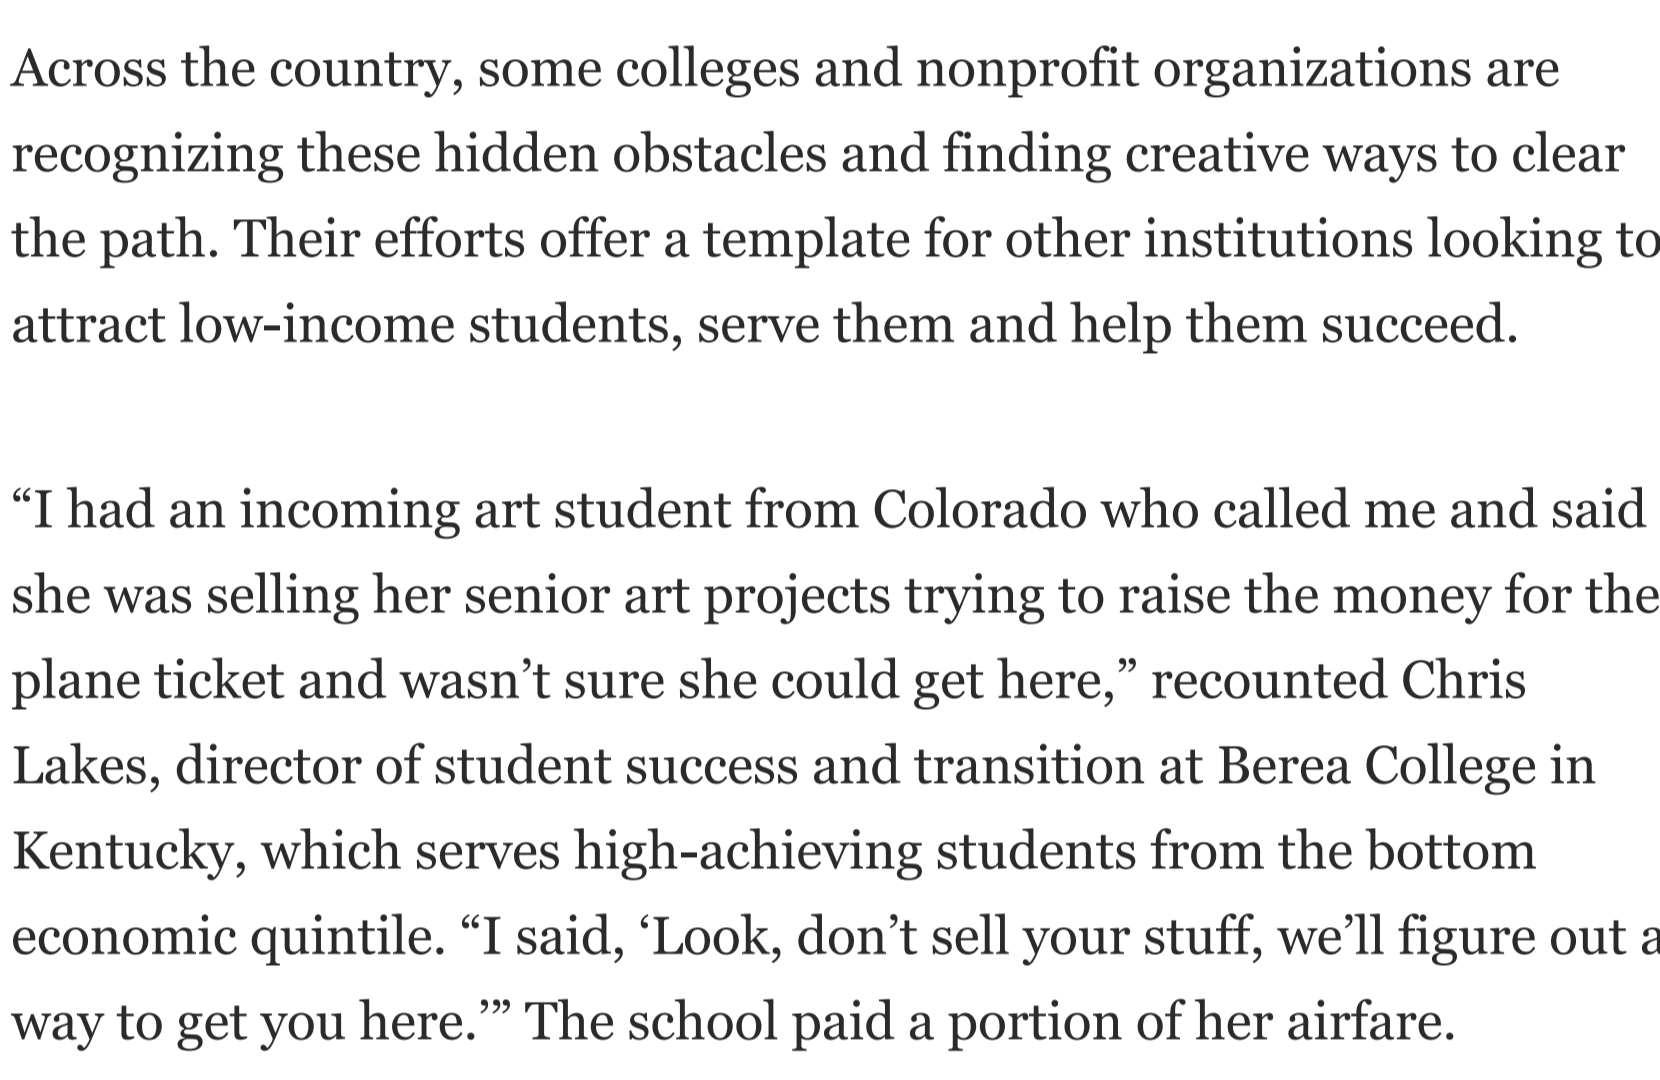 Across the country, some colleges and nonprofit organizations are
recognizing these hidden obstacles and finding creative ways to clear
the path. Their efforts offer a template for other institutions looking to
attract low-income students, serve them and help them succeed.
“I had an incoming art student from Colorado who called me and said
she was selling her senior art projects trying to raise the money for the
plane ticket and wasn’t sure she could get here,” recounted Chris
Lakes, director of student success and transition at Berea College in
Kentucky, which serves high-achieving students from the bottom
economic quintile. “I said, ‘Look, don’t sell your stuff, we’ll figure out a
way to get you here.’” The school paid a portion of her airfare.